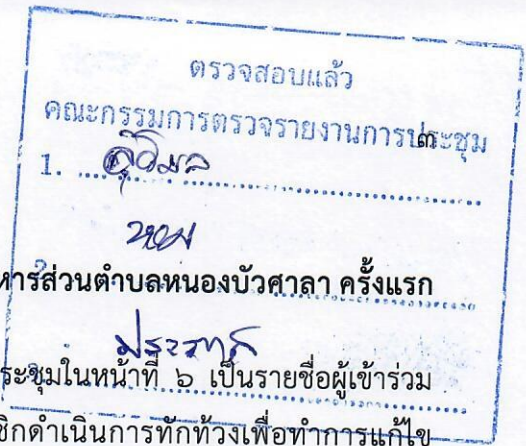 ตรวจสอบแล้ว
คณะกรรมการตรวจรายงานการประชุม
๓
1.
หารส่วนตำบลหนองบัวศาลา ครั้งแรก
ระชุมในหน้าที่ ๖ เป็นรายชื่อผู้เข้าร่วม
ชิกดำเนินการทักท้วงเพื่อทำการแก้ไข